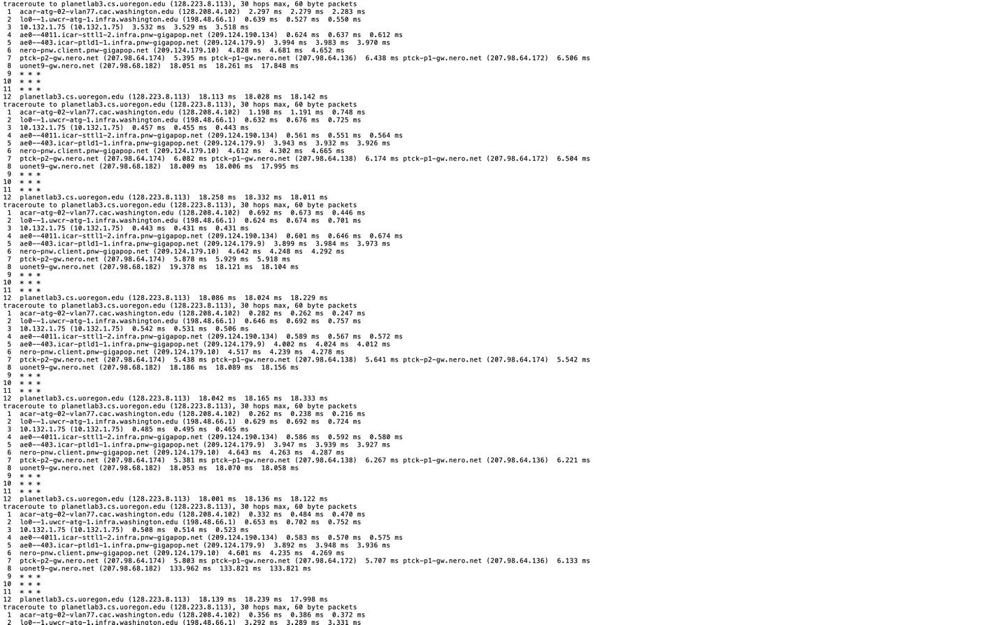 traceroute to planetlab3.cs.uoregon.edu (128.223.8.113), 30 hops max, 60 byte packets
 1  acar-atg-02-vlan77.cac.washington.edu (128.208.4.102)  2.297 ms  2.279 ms  2.283 ms
 2  lo0--1.uwcr-atg-1.infra.washington.edu (198.48.66.1)  0.639 ms  0.527 ms  0.550 ms
 3  10.132.1.75 (10.132.1.75)  3.532 ms  3.529 ms  3.518 ms
 4  ae0--4011.icar-sttl1-2.infra.pnw-gigapop.net (209.124.190.134)  0.624 ms  0.637 ms  0.612 ms
 5  ae0--403.icar-ptld1-1.infra.pnw-gigapop.net (209.124.179.9)  3.994 ms  3.983 ms  3.970 ms
 6  nero-pnw.client.pnw-gigapop.net (209.124.179.10)  4.828 ms  4.681 ms  4.652 ms
 7  ptck-p2-gw.nero.net (207.98.64.174)  5.395 ms ptck-p1-gw.nero.net (207.98.64.136)  6.438 ms ptck-p1-gw.nero.net (207.98.64.172)  6.506 ms
 8  uonet9-gw.nero.net (207.98.68.182)  18.051 ms  18.261 ms  17.848 ms
 9  * * *
10  * * *
11  * * *
12  planetlab3.cs.uoregon.edu (128.223.8.113)  18.113 ms  18.028 ms  18.142 ms
traceroute to planetlab3.cs.uoregon.edu (128.223.8.113), 30 hops max, 60 byte packets
 1  acar-atg-02-vlan77.cac.washington.edu (128.208.4.102)  1.198 ms  1.191 ms  0.748 ms
 2  lo0--1.uwcr-atg-1.infra.washington.edu (198.48.66.1)  0.632 ms  0.676 ms  0.725 ms
 3  10.132.1.75 (10.132.1.75)  0.457 ms  0.455 ms  0.443 ms
 4  ae0--4011.icar-sttl1-2.infra.pnw-gigapop.net (209.124.190.134)  0.561 ms  0.551 ms  0.564 ms
 5  ae0--403.icar-ptld1-1.infra.pnw-gigapop.net (209.124.179.9)  3.943 ms  3.932 ms  3.926 ms
 6  nero-pnw.client.pnw-gigapop.net (209.124.179.10)  4.612 ms  4.302 ms  4.665 ms
 7  ptck-p2-gw.nero.net (207.98.64.174)  6.082 ms ptck-p1-gw.nero.net (207.98.64.138)  6.174 ms ptck-p1-gw.nero.net (207.98.64.172)  6.504 ms
 8  uonet9-gw.nero.net (207.98.68.182)  18.009 ms  18.006 ms  17.995 ms
 9  * * *
10  * * *
11  * * *
12  planetlab3.cs.uoregon.edu (128.223.8.113)  18.258 ms  18.332 ms  18.011 ms
traceroute to planetlab3.cs.uoregon.edu (128.223.8.113), 30 hops max, 60 byte packets
 1  acar-atg-02-vlan77.cac.washington.edu (128.208.4.102)  0.692 ms  0.673 ms  0.446 ms
 2  lo0--1.uwcr-atg-1.infra.washington.edu (198.48.66.1)  0.624 ms  0.674 ms  0.701 ms
 3  10.132.1.75 (10.132.1.75)  0.443 ms  0.431 ms  0.431 ms
 4  ae0--4011.icar-sttl1-2.infra.pnw-gigapop.net (209.124.190.134)  0.601 ms  0.646 ms  0.674 ms
 5  ae0--403.icar-ptld1-1.infra.pnw-gigapop.net (209.124.179.9)  3.899 ms  3.984 ms  3.973 ms
 6  nero-pnw.client.pnw-gigapop.net (209.124.179.10)  4.642 ms  4.248 ms  4.292 ms
 7  ptck-p2-gw.nero.net (207.98.64.174)  5.878 ms  5.929 ms  5.918 ms
 8  uonet9-gw.nero.net (207.98.68.182)  19.378 ms  18.121 ms  18.104 ms
 9  * * *
10  * * *
11  * * *
12  planetlab3.cs.uoregon.edu (128.223.8.113)  18.086 ms  18.024 ms  18.229 ms
traceroute to planetlab3.cs.uoregon.edu (128.223.8.113), 30 hops max, 60 byte packets
 1  acar-atg-02-vlan77.cac.washington.edu (128.208.4.102)  0.282 ms  0.262 ms  0.247 ms
 2  lo0--1.uwcr-atg-1.infra.washington.edu (198.48.66.1)  0.646 ms  0.692 ms  0.757 ms
 3  10.132.1.75 (10.132.1.75)  0.542 ms  0.531 ms  0.506 ms
 4  ae0--4011.icar-sttl1-2.infra.pnw-gigapop.net (209.124.190.134)  0.589 ms  0.567 ms  0.572 ms
 5  ae0--403.icar-ptld1-1.infra.pnw-gigapop.net (209.124.179.9)  4.002 ms  4.024 ms  4.012 ms
 6  nero-pnw.client.pnw-gigapop.net (209.124.179.10)  4.517 ms  4.239 ms  4.278 ms
 7  ptck-p2-gw.nero.net (207.98.64.174)  5.438 ms ptck-p1-gw.nero.net (207.98.64.138)  5.641 ms ptck-p2-gw.nero.net (207.98.64.174)  5.542 ms
 8  uonet9-gw.nero.net (207.98.68.182)  18.186 ms  18.089 ms  18.156 ms
 9  * * *
10  * * *
11  * * *
12  planetlab3.cs.uoregon.edu (128.223.8.113)  18.042 ms  18.165 ms  18.333 ms
traceroute to planetlab3.cs.uoregon.edu (128.223.8.113), 30 hops max, 60 byte packets
 1  acar-atg-02-vlan77.cac.washington.edu (128.208.4.102)  0.262 ms  0.238 ms  0.216 ms
 2  lo0--1.uwcr-atg-1.infra.washington.edu (198.48.66.1)  0.629 ms  0.692 ms  0.724 ms
 3  10.132.1.75 (10.132.1.75)  0.485 ms  0.495 ms  0.465 ms
 4  ae0--4011.icar-sttl1-2.infra.pnw-gigapop.net (209.124.190.134)  0.586 ms  0.592 ms  0.580 ms
 5  ae0--403.icar-ptld1-1.infra.pnw-gigapop.net (209.124.179.9)  3.947 ms  3.939 ms  3.927 ms
 6  nero-pnw.client.pnw-gigapop.net (209.124.179.10)  4.643 ms  4.263 ms  4.287 ms
 7  ptck-p2-gw.nero.net (207.98.64.174)  5.381 ms ptck-p1-gw.nero.net (207.98.64.138)  6.267 ms ptck-p1-gw.nero.net (207.98.64.136)  6.221 ms
 8  uonet9-gw.nero.net (207.98.68.182)  18.053 ms  18.070 ms  18.058 ms
 9  * * *
10  * * *
11  * * *
12  planetlab3.cs.uoregon.edu (128.223.8.113)  18.001 ms  18.136 ms  18.122 ms
traceroute to planetlab3.cs.uoregon.edu (128.223.8.113), 30 hops max, 60 byte packets
 1  acar-atg-02-vlan77.cac.washington.edu (128.208.4.102)  0.332 ms  0.484 ms  0.470 ms
 2  lo0--1.uwcr-atg-1.infra.washington.edu (198.48.66.1)  0.653 ms  0.702 ms  0.752 ms
 3  10.132.1.75 (10.132.1.75)  0.508 ms  0.514 ms  0.523 ms
 4  ae0--4011.icar-sttl1-2.infra.pnw-gigapop.net (209.124.190.134)  0.583 ms  0.570 ms  0.575 ms
 5  ae0--403.icar-ptld1-1.infra.pnw-gigapop.net (209.124.179.9)  3.892 ms  3.948 ms  3.936 ms
 6  nero-pnw.client.pnw-gigapop.net (209.124.179.10)  4.601 ms  4.235 ms  4.269 ms
 7  ptck-p2-gw.nero.net (207.98.64.174)  5.803 ms ptck-p1-gw.nero.net (207.98.64.172)  5.707 ms ptck-p1-gw.nero.net (207.98.64.136)  6.133 ms
 8  uonet9-gw.nero.net (207.98.68.182)  133.962 ms  133.821 ms  133.821 ms
 9  * * *
10  * * *
11  * * *
12  planetlab3.cs.uoregon.edu (128.223.8.113)  18.139 ms  18.239 ms  17.998 ms
traceroute to planetlab3.cs.uoregon.edu (128.223.8.113), 30 hops max, 60 byte packets
 1  acar-atg-02-vlan77.cac.washington.edu (128.208.4.102)  0.356 ms  0.386 ms  0.372 ms
 2  lo0--1.uwcr-atg-1.infra.washington.edu (198.48.66.1)  3.292 ms  3.289 ms  3.331 ms